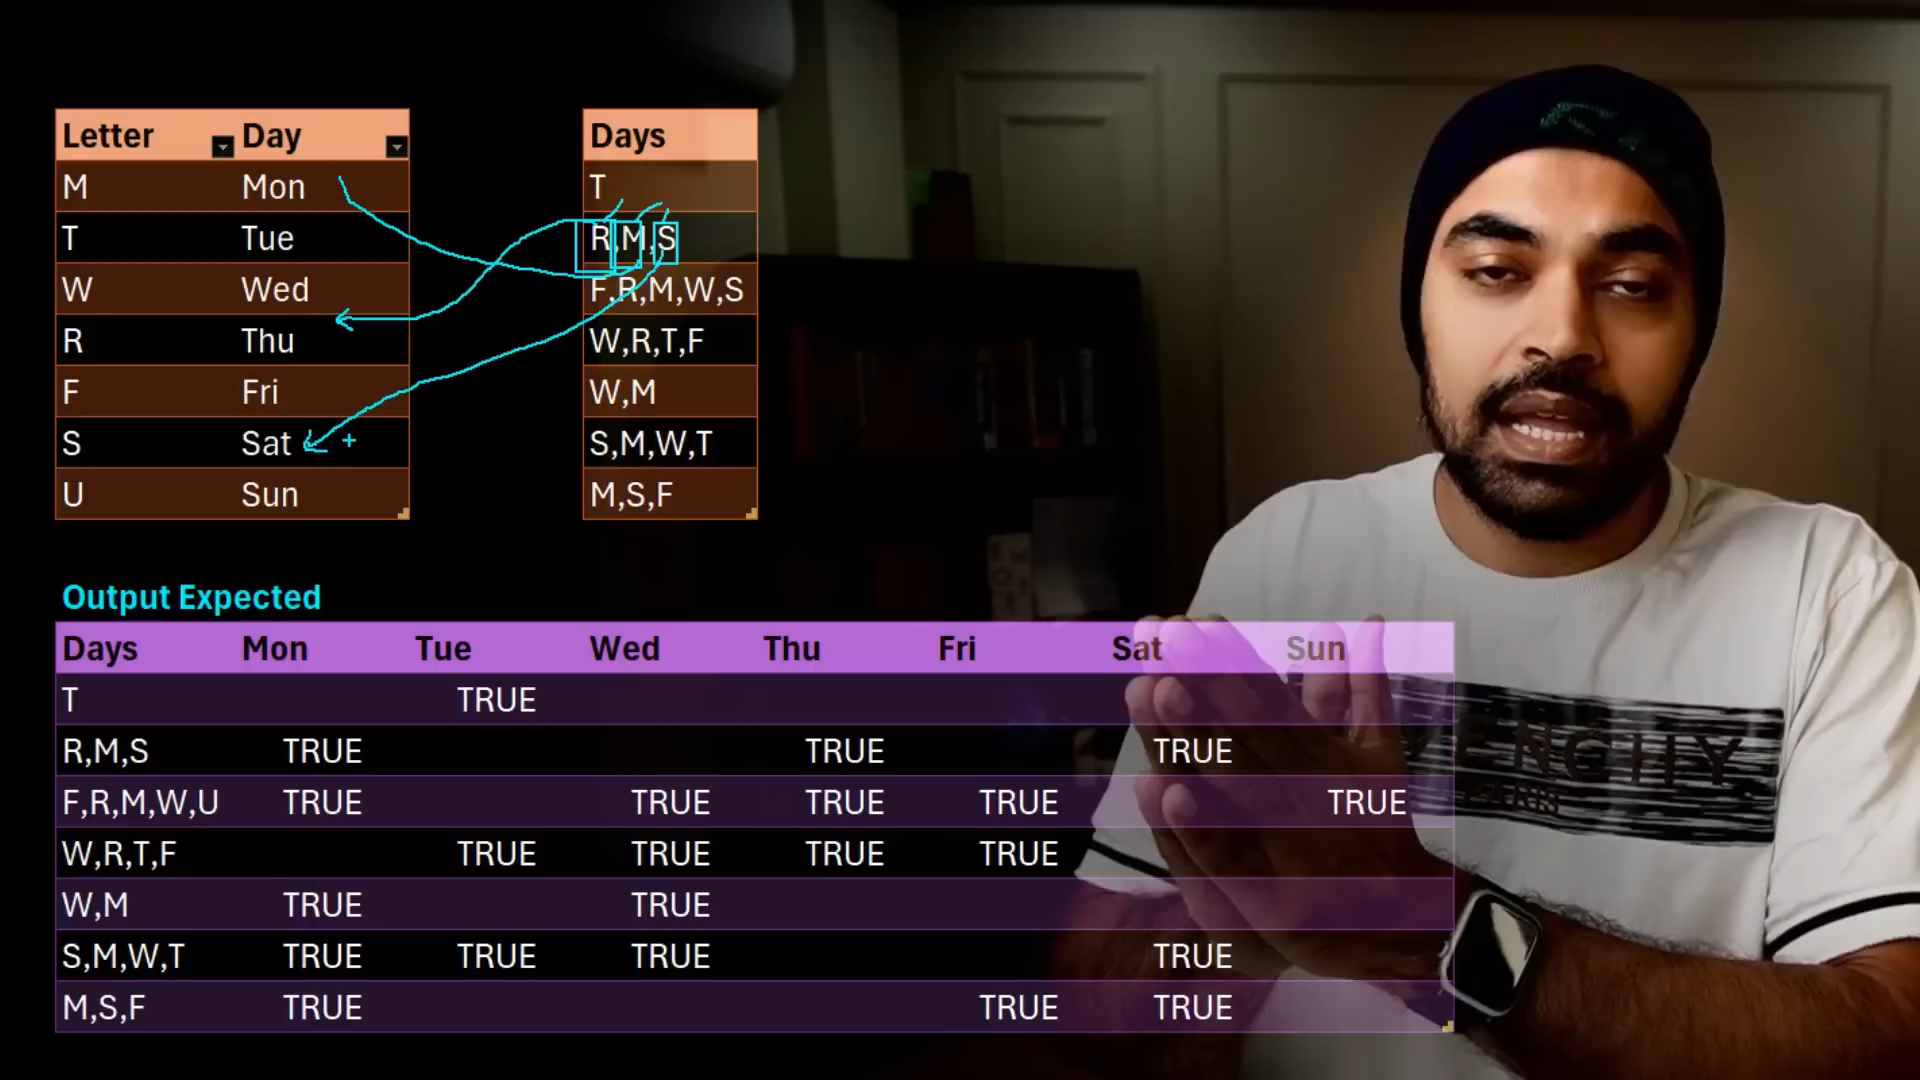 Letter Day
M Mon
T Tue
W Wed
R Thu
F Fri
S Sat
U Sun
Days
T
R,M,S
F,R,M,W,S
W,R,T,F
W,M
S,M,W,T
M,S,F
Output Expected
Days Mon Tue Wed Thu Fri Sat Sun
T TRUE
R,M,S TRUE TRUE TRUE
F,R,M,W,U TRUE TRUE TRUE TRUE TRUE
W,R,T,F TRUE TRUE TRUE TRUE
W,M TRUE TRUE
S,M,W,T TRUE TRUE TRUE TRUE
M,S,F TRUE TRUE TRUE